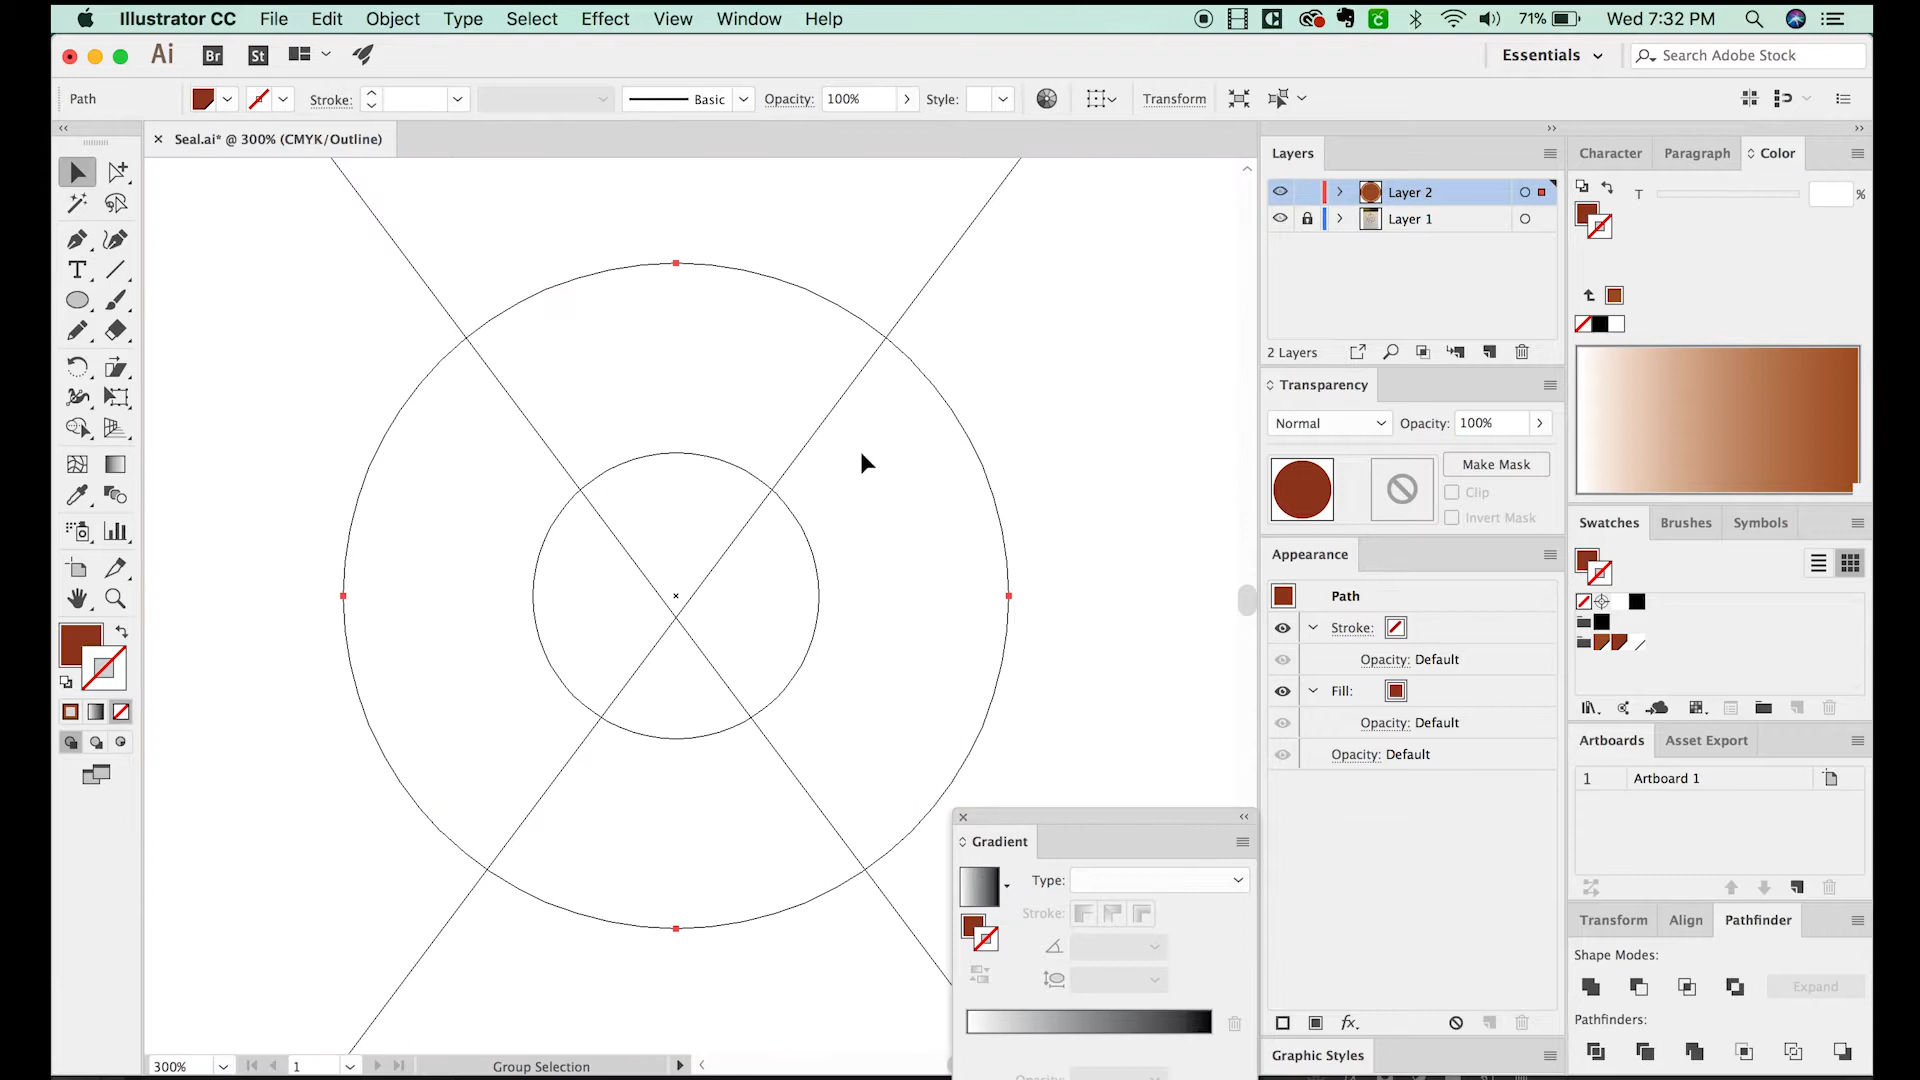 Illustrator CC File Edit Object Type Select Effect View Window Help 71% Wed 7:32 PM
Ai Br St Essentials Search Adobe Stock
Path Stroke: Basic Opacity: 100% Style: Transform
Seal.ai* @ 300% (CMYK/Outline)
Layers
Layer 2
Layer 1
2 Layers
Transparency
Normal Opacity: 100%
Make Mask
Clip
Invert Mask
Appearance
Path
Stroke:
Opacity: Default
Fill:
Opacity: Default
Opacity: Default
fx.
Graphic Styles
Character Paragraph Color
T %
Swatches Brushes Symbols
Artboards Asset Export
1 Artboard 1
Transform Align Pathfinder
Shape Modes:
Expand
Pathfinders:
Gradient
Type:
Stroke:
Opacity:
300% 1 Group Selection